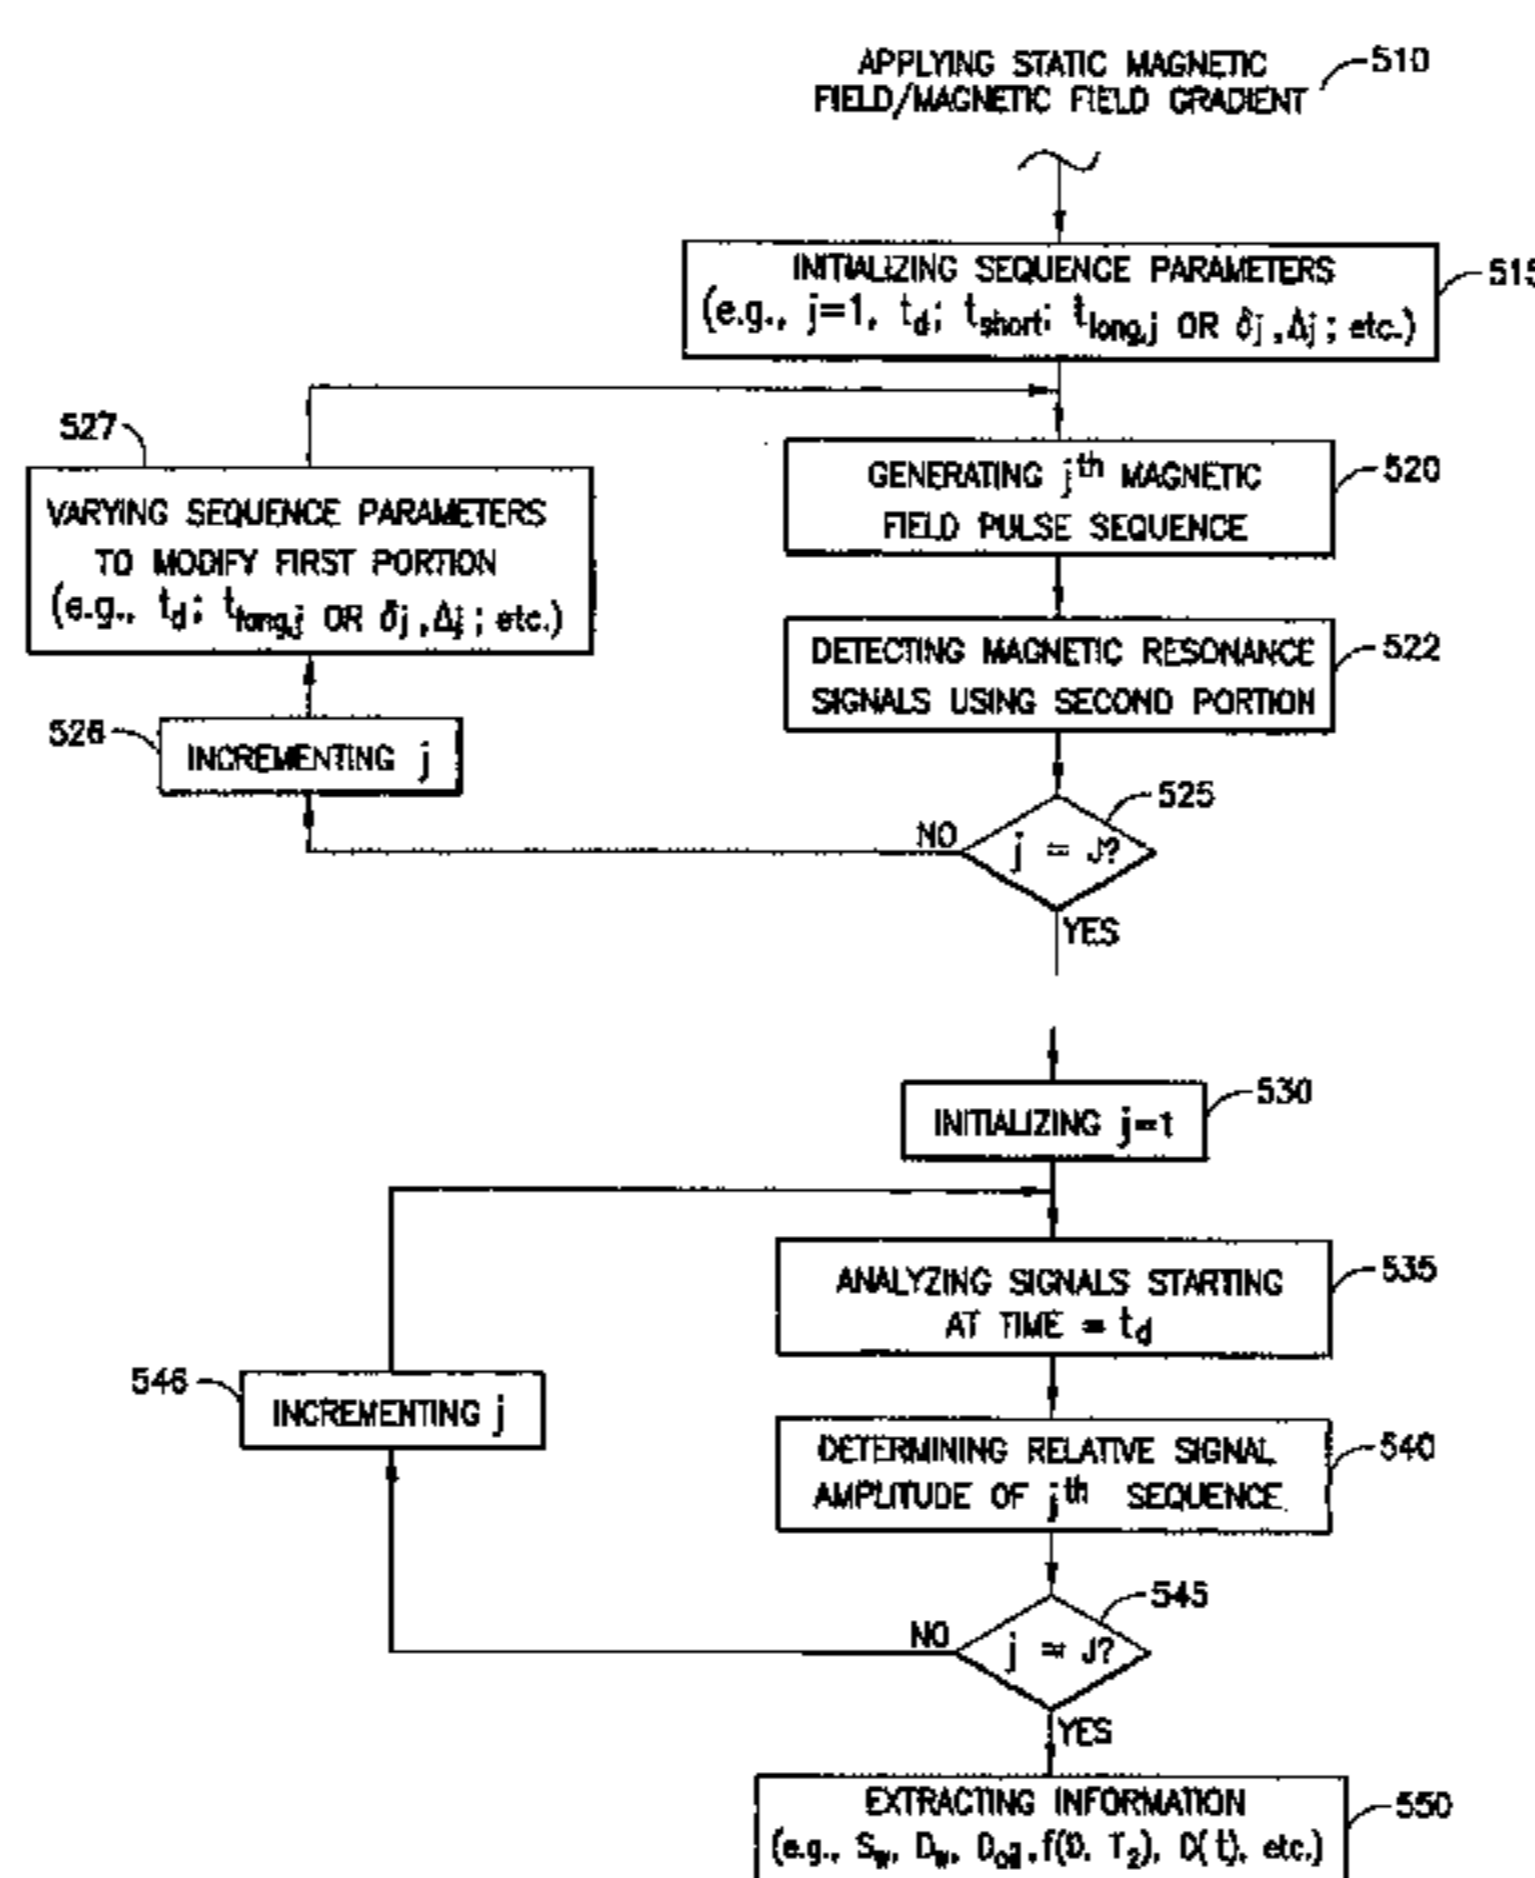 APPLYING STATIC MAGNETIC
FIELD/MAGNETIC FIELD GRADIENT
510
INITIALIZING SEQUENCE PARAMETERS
(e.g., j=1, td; tshort; tlong,j OR δj,Δj; etc.)
515
527
VARYING SEQUENCE PARAMETERS
TO MODIFY FIRST PORTION
(e.g., td; tlong,j OR δj,Δj; etc.)
GENERATING jth MAGNETIC
FIELD PULSE SEQUENCE
520
DETECTING MAGNETIC RESONANCE
SIGNALS USING SECOND PORTION
522
526
INCREMENTING j
525
NO
j = J?
YES
INITIALIZING j=1
530
ANALYZING SIGNALS STARTING
AT TIME = td
535
546
INCREMENTING j
DETERMINING RELATIVE SIGNAL
AMPLITUDE OF jth SEQUENCE
540
545
NO
j = J?
YES
EXTRACTING INFORMATION
(e.g., Sw, Dw, Doil, f(D, T2), D(t), etc.)
550